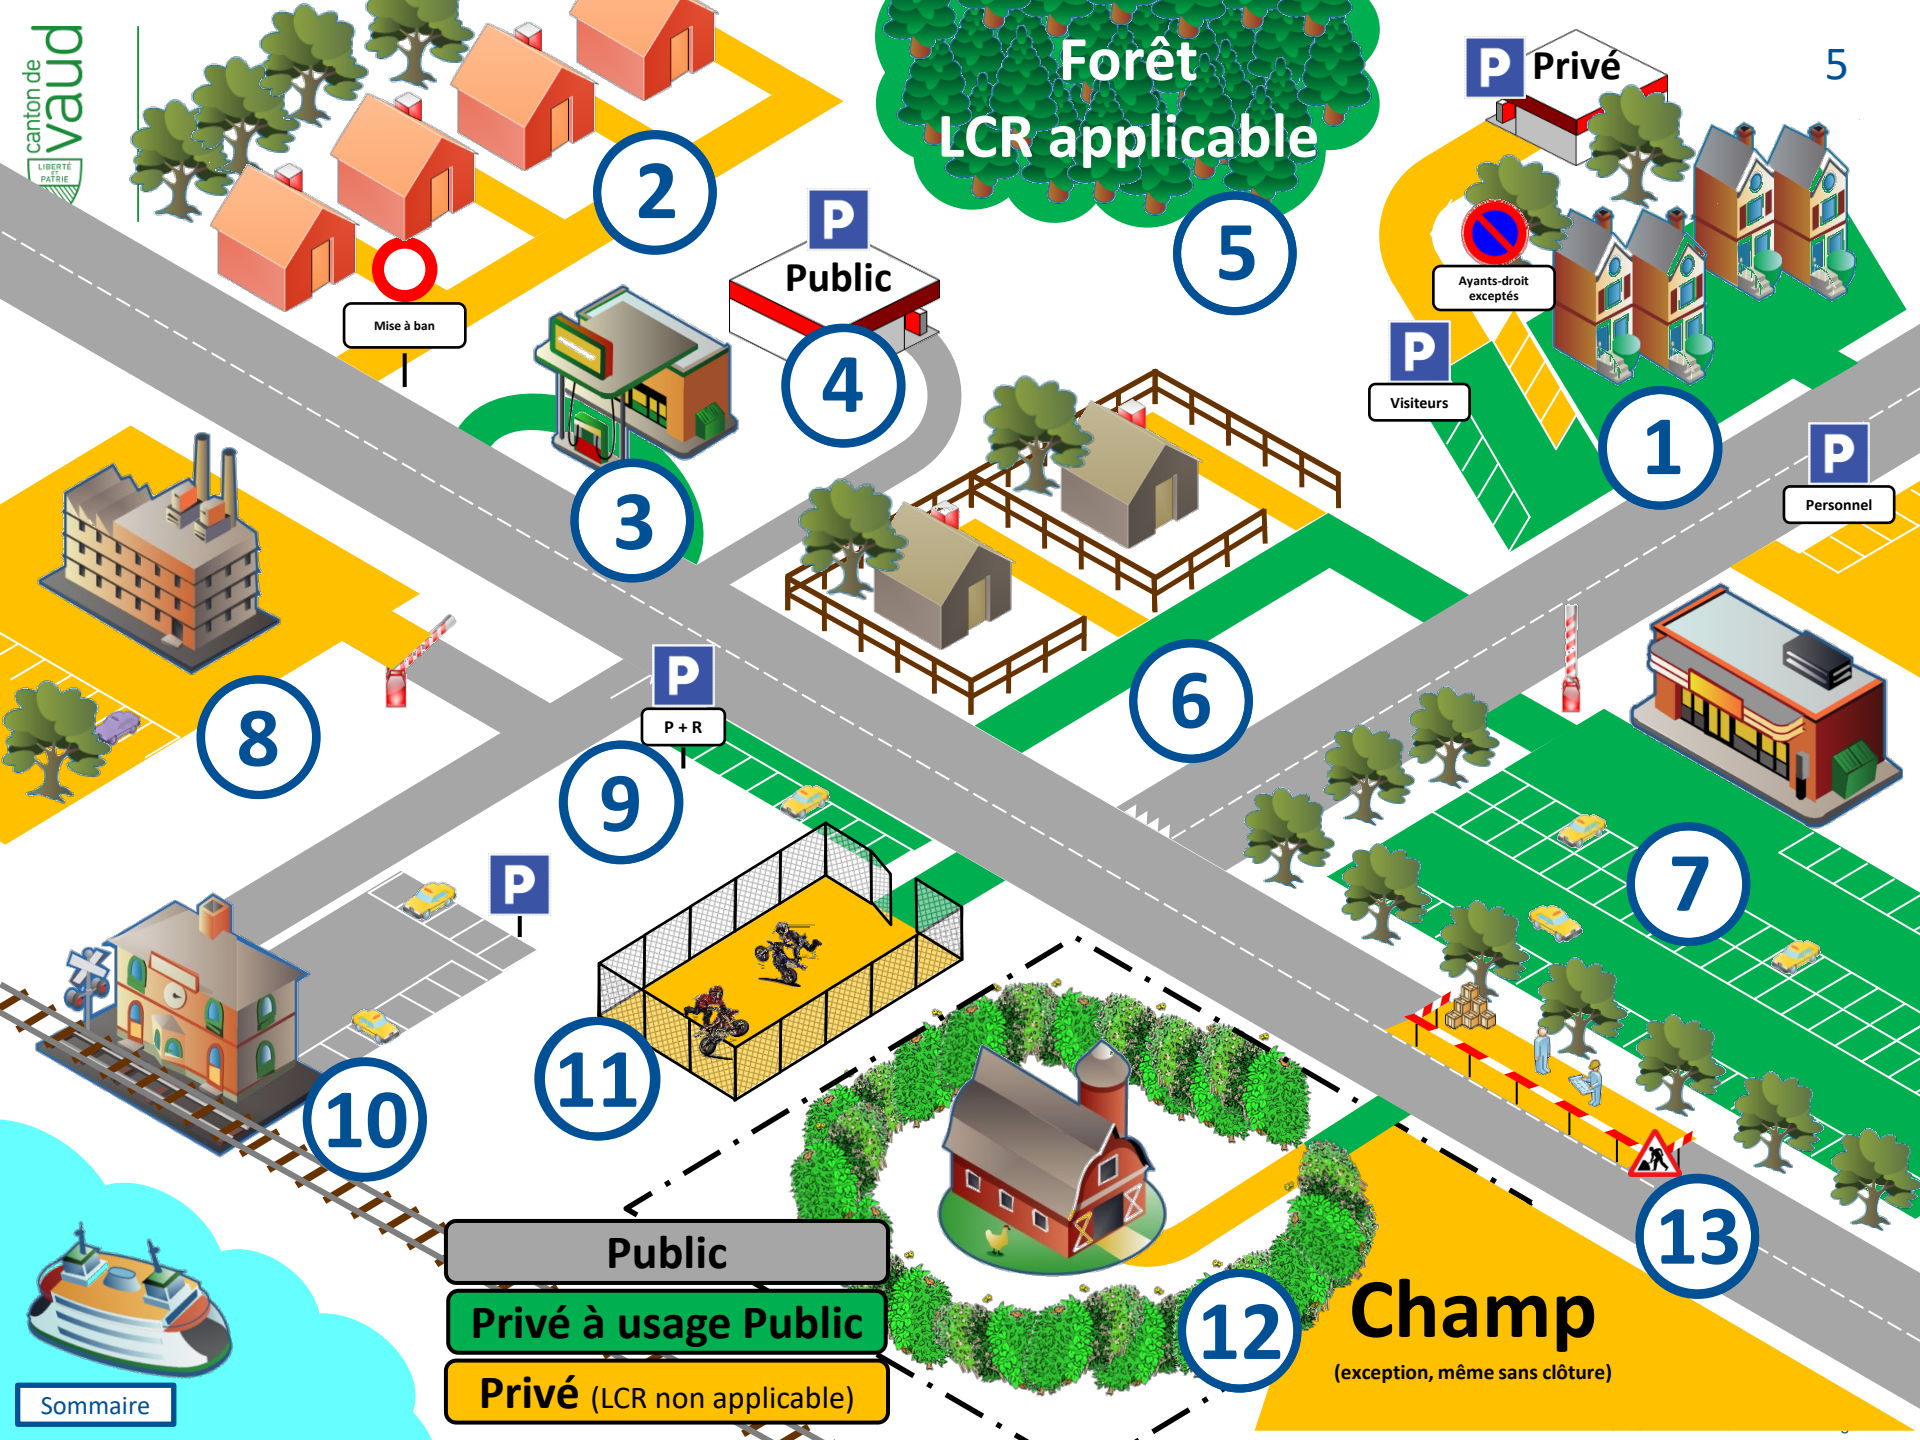 canton de
vaud
LIBERTÉ
ET
PATRIE
Forêt
LCR applicable
P Privé
5
2
5
P
Public
Ayants-droit
exceptés
Mise à ban
P
Visiteurs
4
1
P
Personnel
3
6
P
P + R
8
9
7
P
11
10
12
13
Public
Privé à usage Public
Privé (LCR non applicable)
Champ
(exception, même sans clôture)
Sommaire